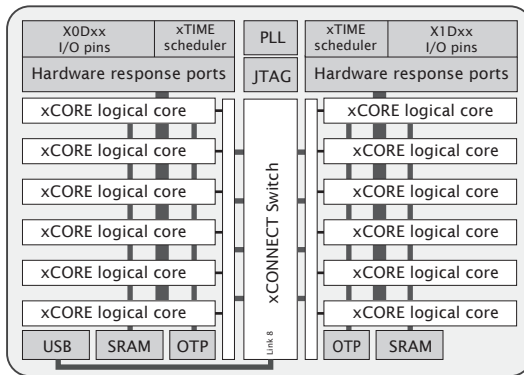 X0Dxx
I/O pins
xTIME
scheduler
PLL
xTIME
scheduler
X1Dxx
I/O pins
Hardware response ports
JTAG
Hardware response ports
xCORE logical core
xCORE logical core
xCORE logical core
xCORE logical core
xCORE logical core
xCORE logical core
xCONNECT Switch
Link 8
xCORE logical core
xCORE logical core
xCORE logical core
xCORE logical core
xCORE logical core
xCORE logical core
USB
SRAM
OTP
OTP
SRAM